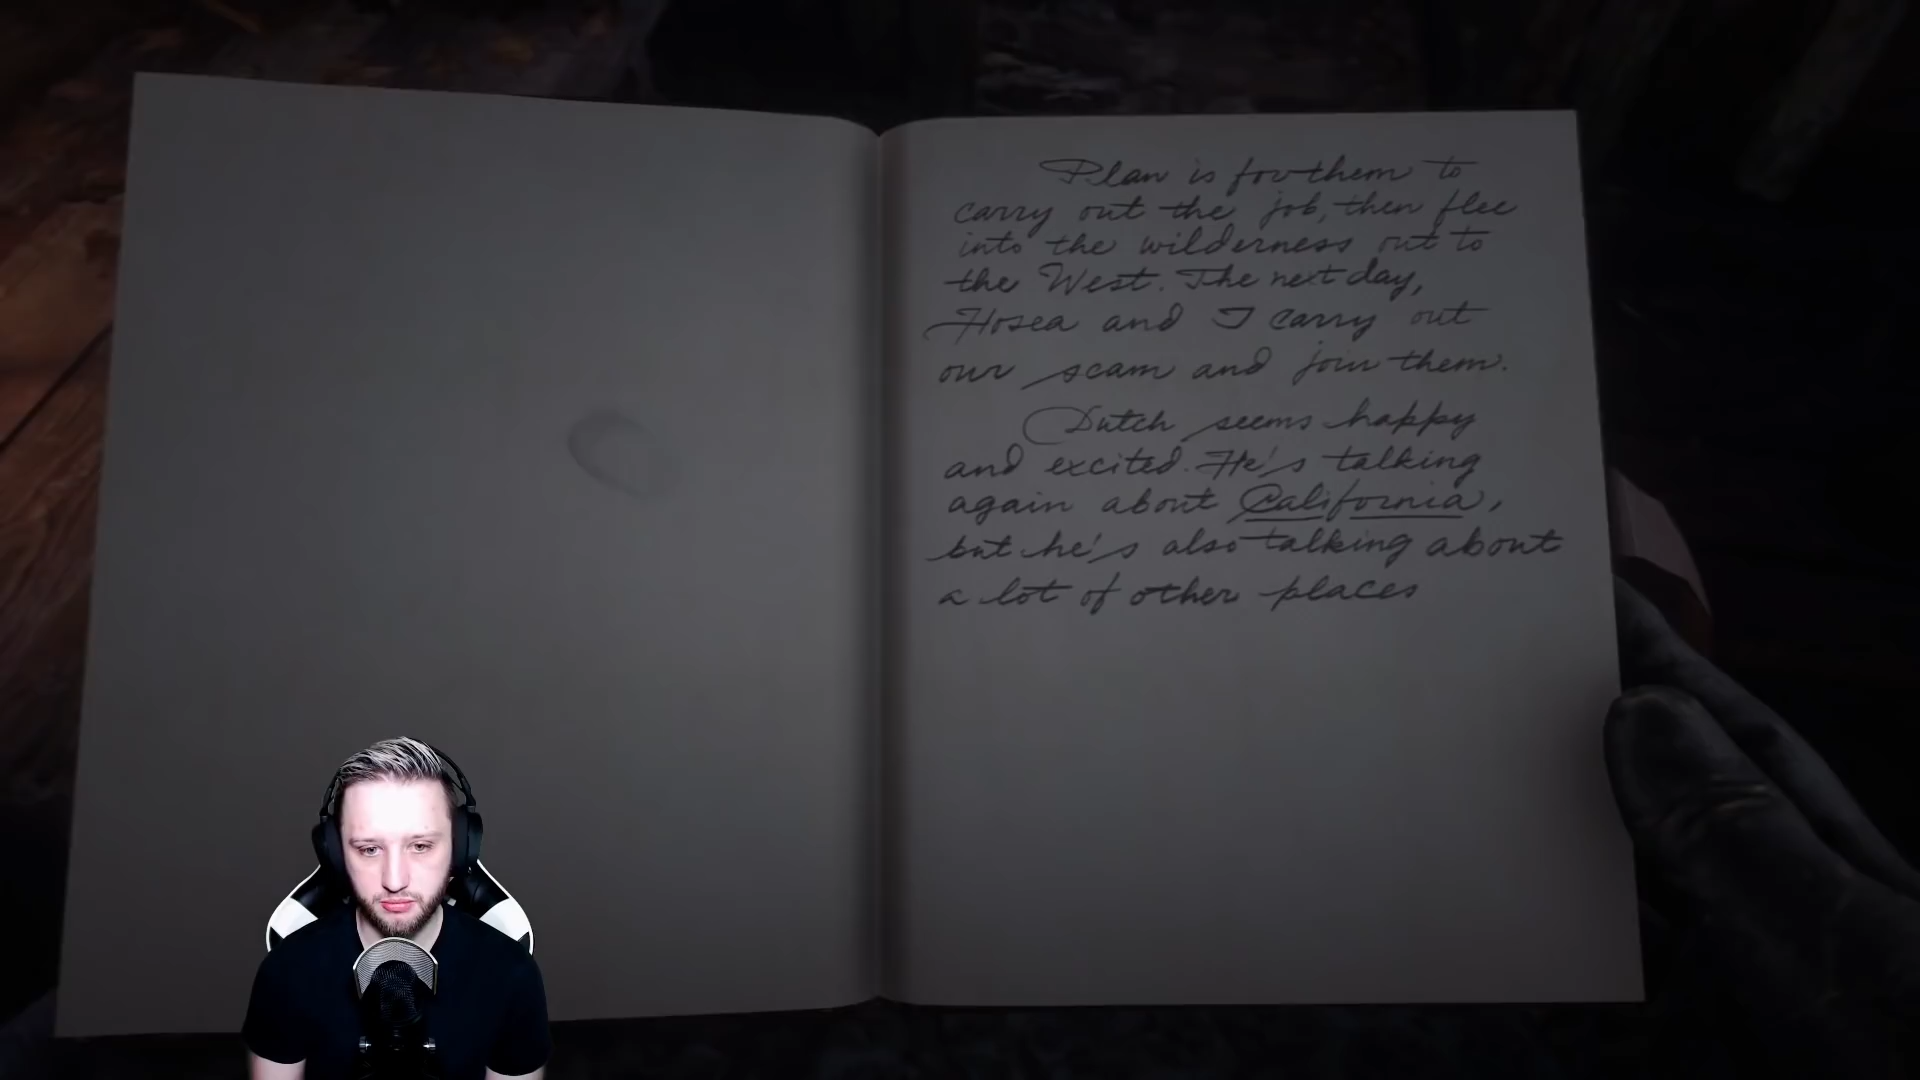 Plan is for them to
carry out the job, then flee
into the wilderness out to
the West. The next day,
Hosea and I carry out
our scam and join them.
Dutch seems happy
and excited. He's talking
again about California,
but he's also talking about
a lot of other places